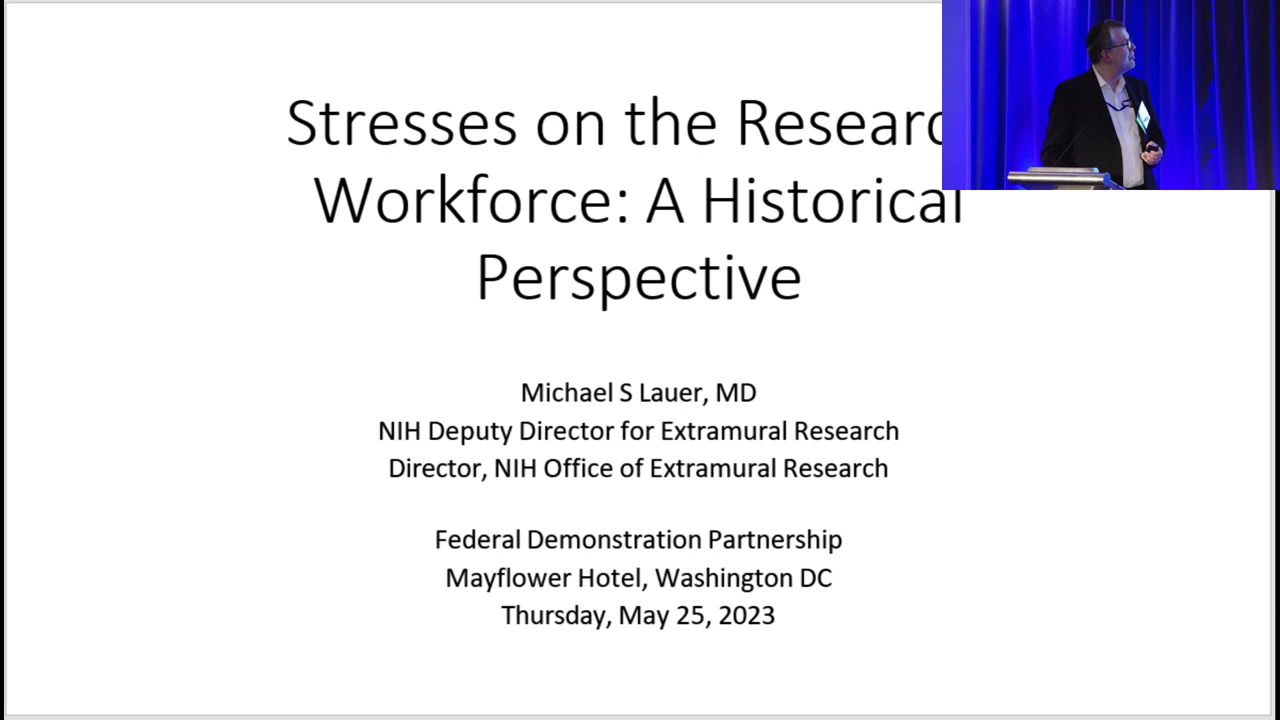 Stresses on the Researc
Workforce: A Historical
Perspective
Michael S Lauer, MD
NIH Deputy Director for Extramural Research
Director, NIH Office of Extramural Research
Federal Demonstration Partnership
Mayflower Hotel, Washington DC
Thursday, May 25, 2023